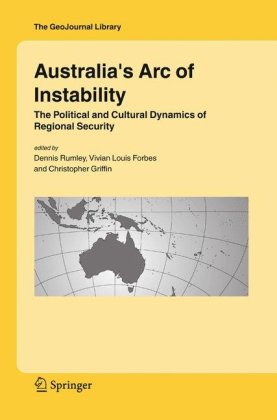 The GeoJournal Library
Australia's Arc of
Instability
The Political and Cultural Dynamics of
Regional Security
edited by
Dennis Rumley, Vivian Louis Forbes
and Christopher Griffin
Springer